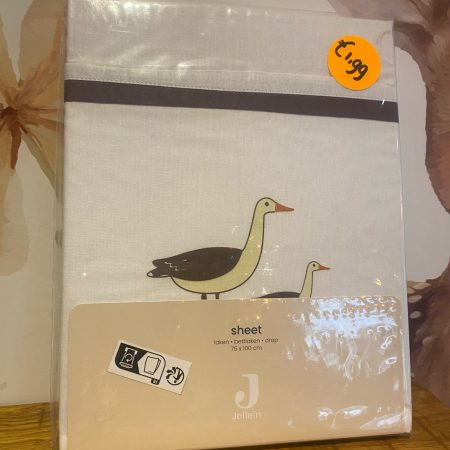 €1.99
sheet
laken • bettlaken • drap
75 x 100 cm
J
Jollein